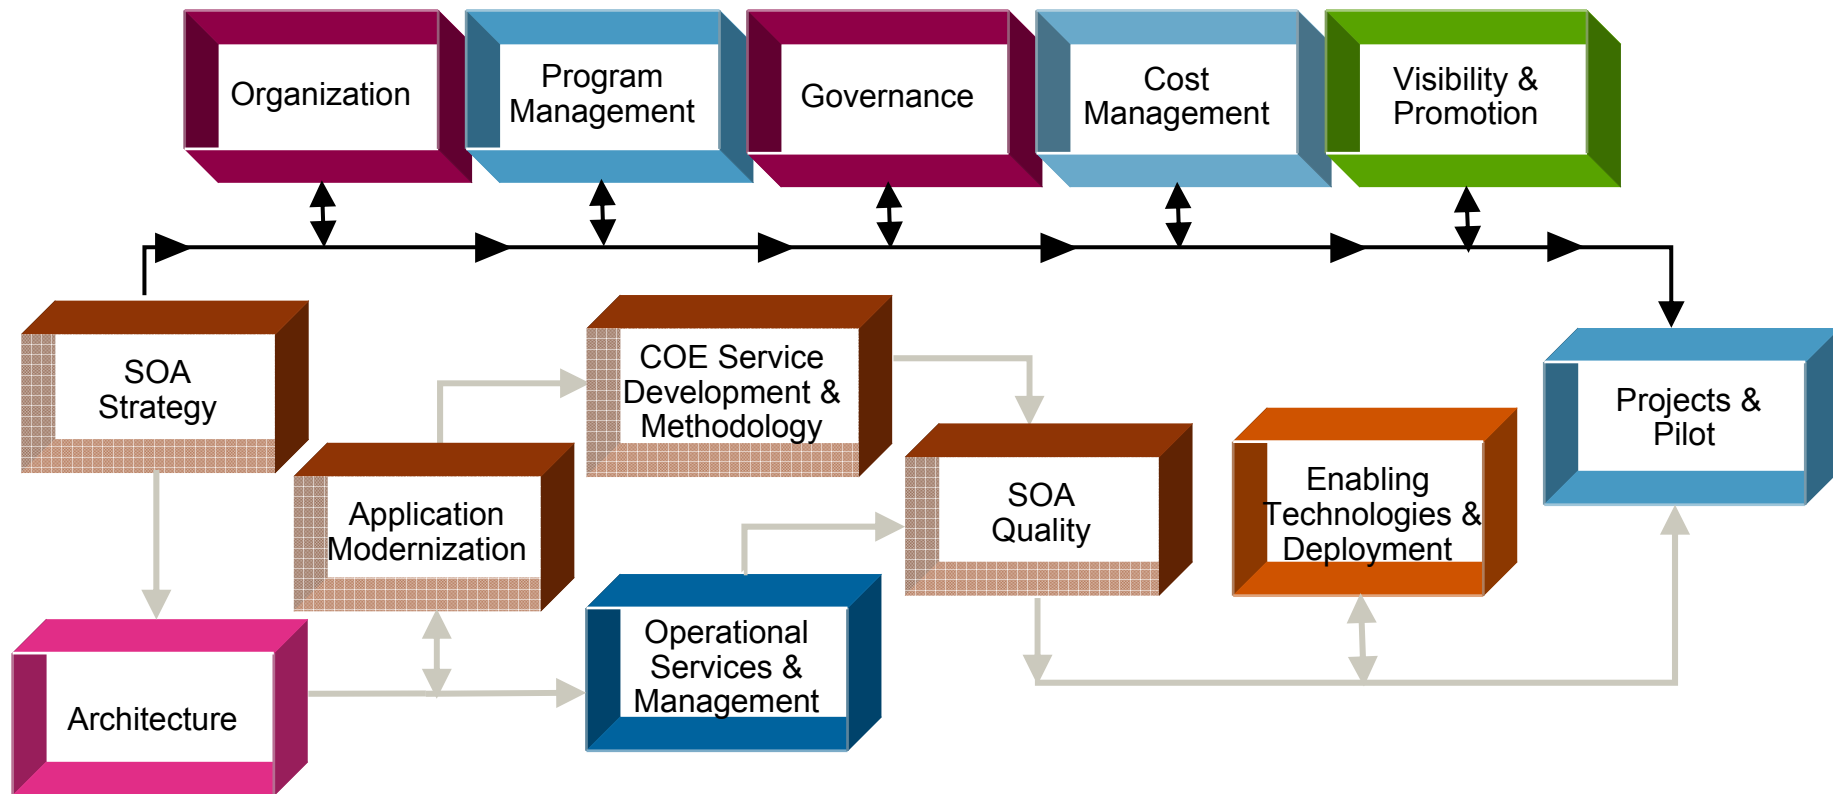 Organization
Program
Management
Governance
Cost
Management
Visibility &
Promotion
SOA
Strategy
COE Service
Development &
Methodology
Projects &
Pilot
Application
Modernization
SOA
Quality
Enabling
Technologies &
Deployment
Architecture
Operational
Services &
Management